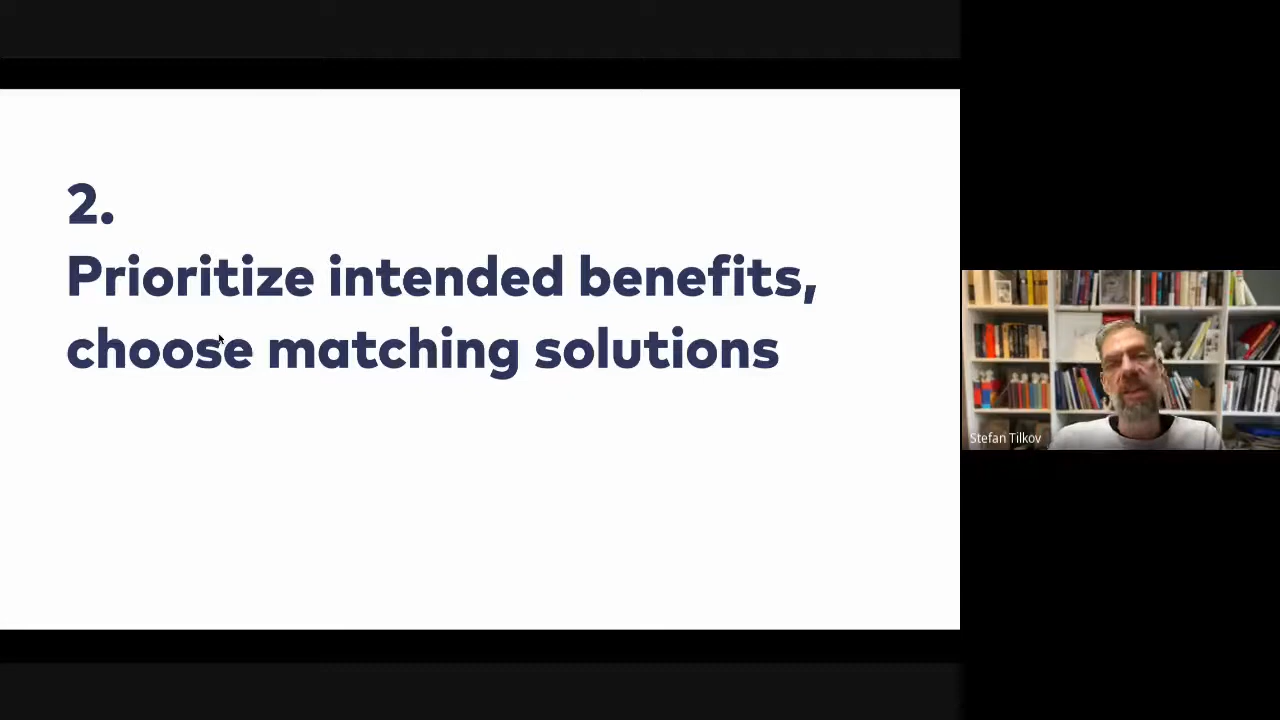 2.
Prioritize intended benefits,
choose matching solutions
Stefan Tilkov